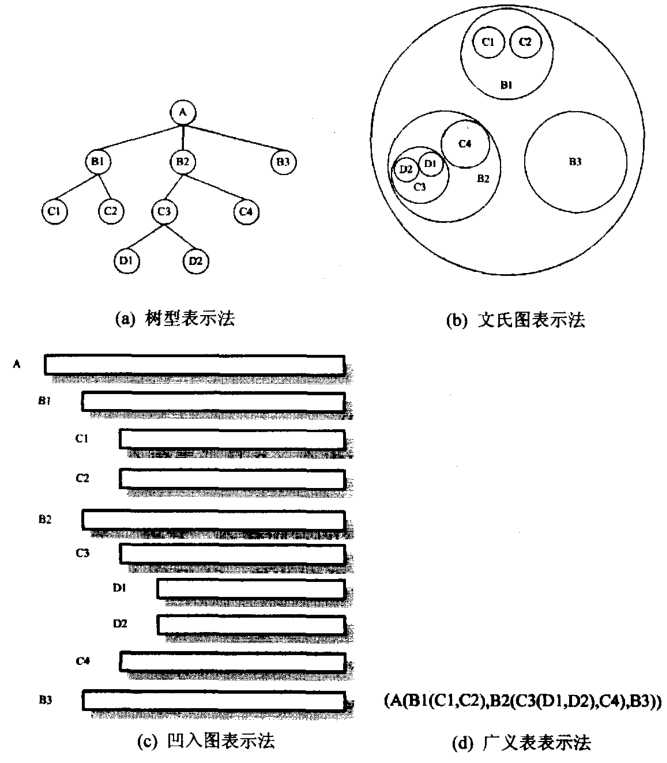 A
B1 B2 B3
C1 C2 C3 C4
D1 D2
(a) 树型表示法
C1 C2
B1
C4
D2 D1
C3
B2
B3
(b) 文氏图表示法
A
B1
C1
C2
B2
C3
D1
D2
C4
B3
(c) 凹入图表示法
(A(B1(C1,C2),B2(C3(D1,D2),C4),B3))
(d) 广义表表示法